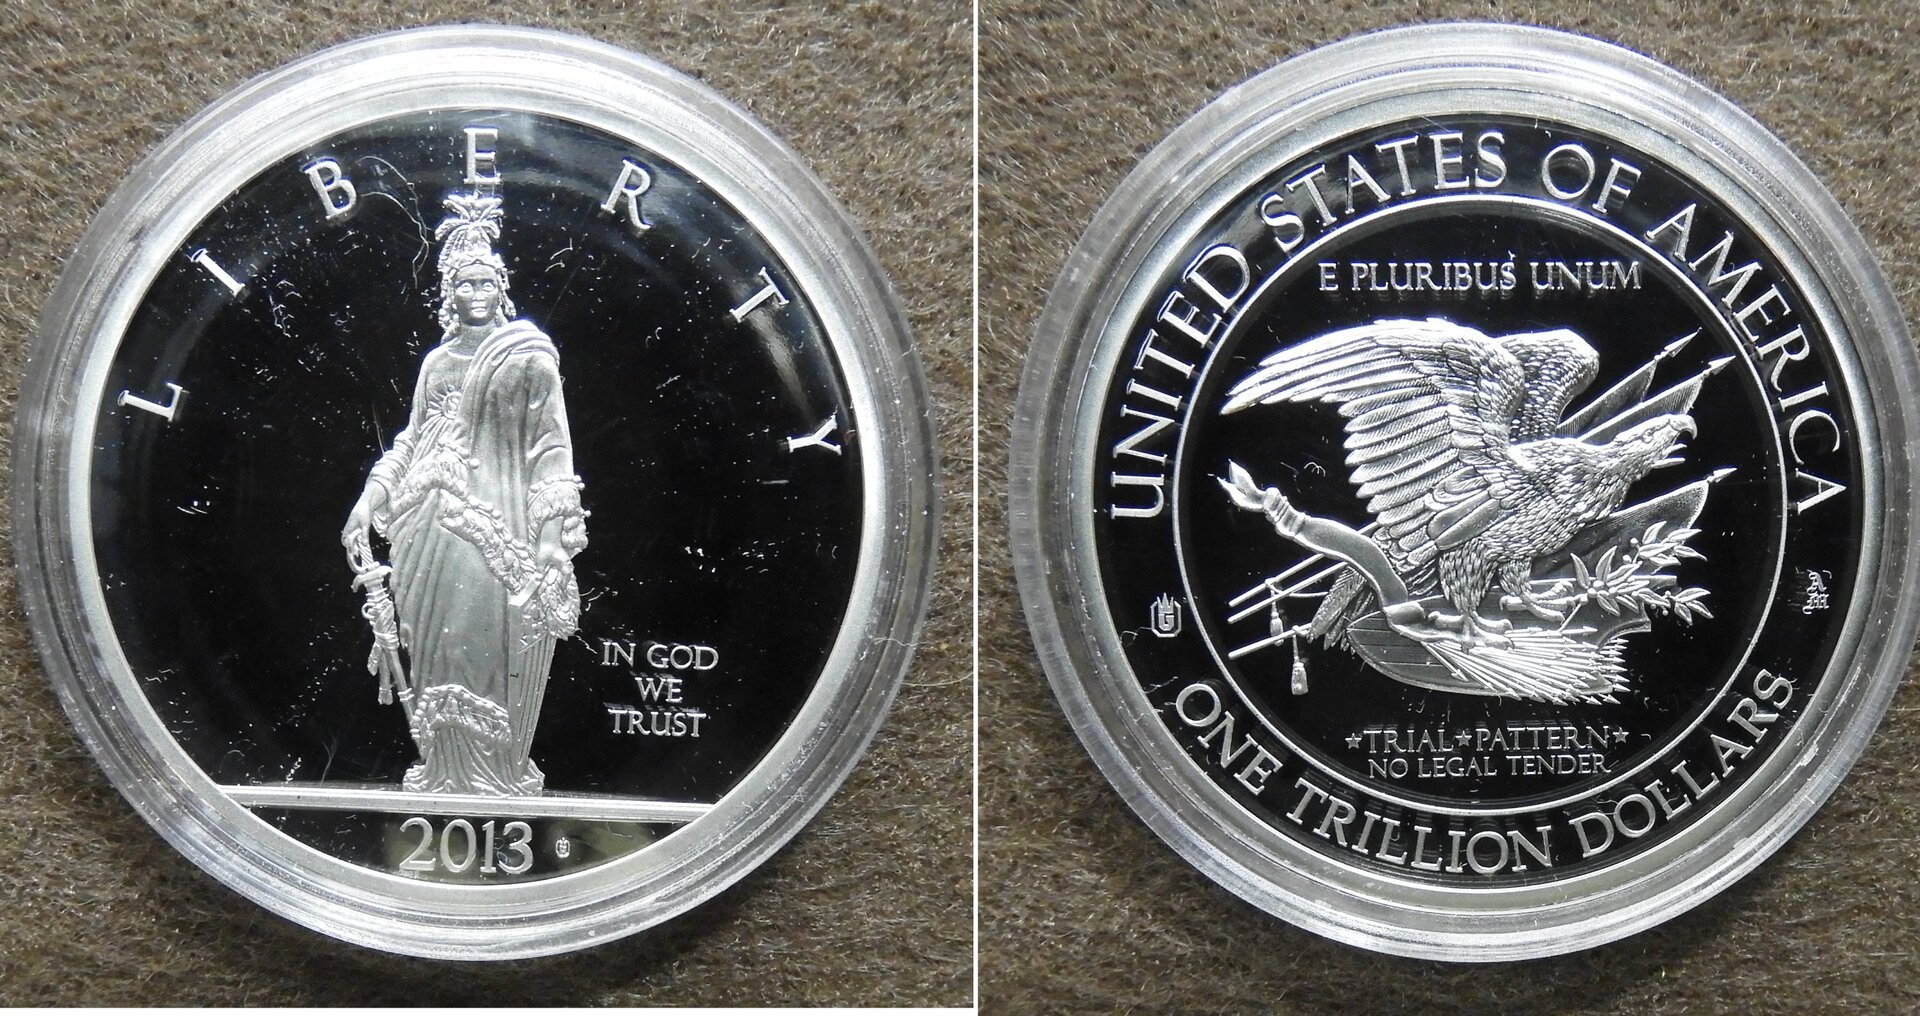 LIBERTY
IN GOD
WE
TRUST
2013
UNITED STATES OF AMERICA
E PLURIBUS UNUM
★TRIAL★PATTERN★
NO LEGAL TENDER
ONE TRILLION DOLLARS
G
AM